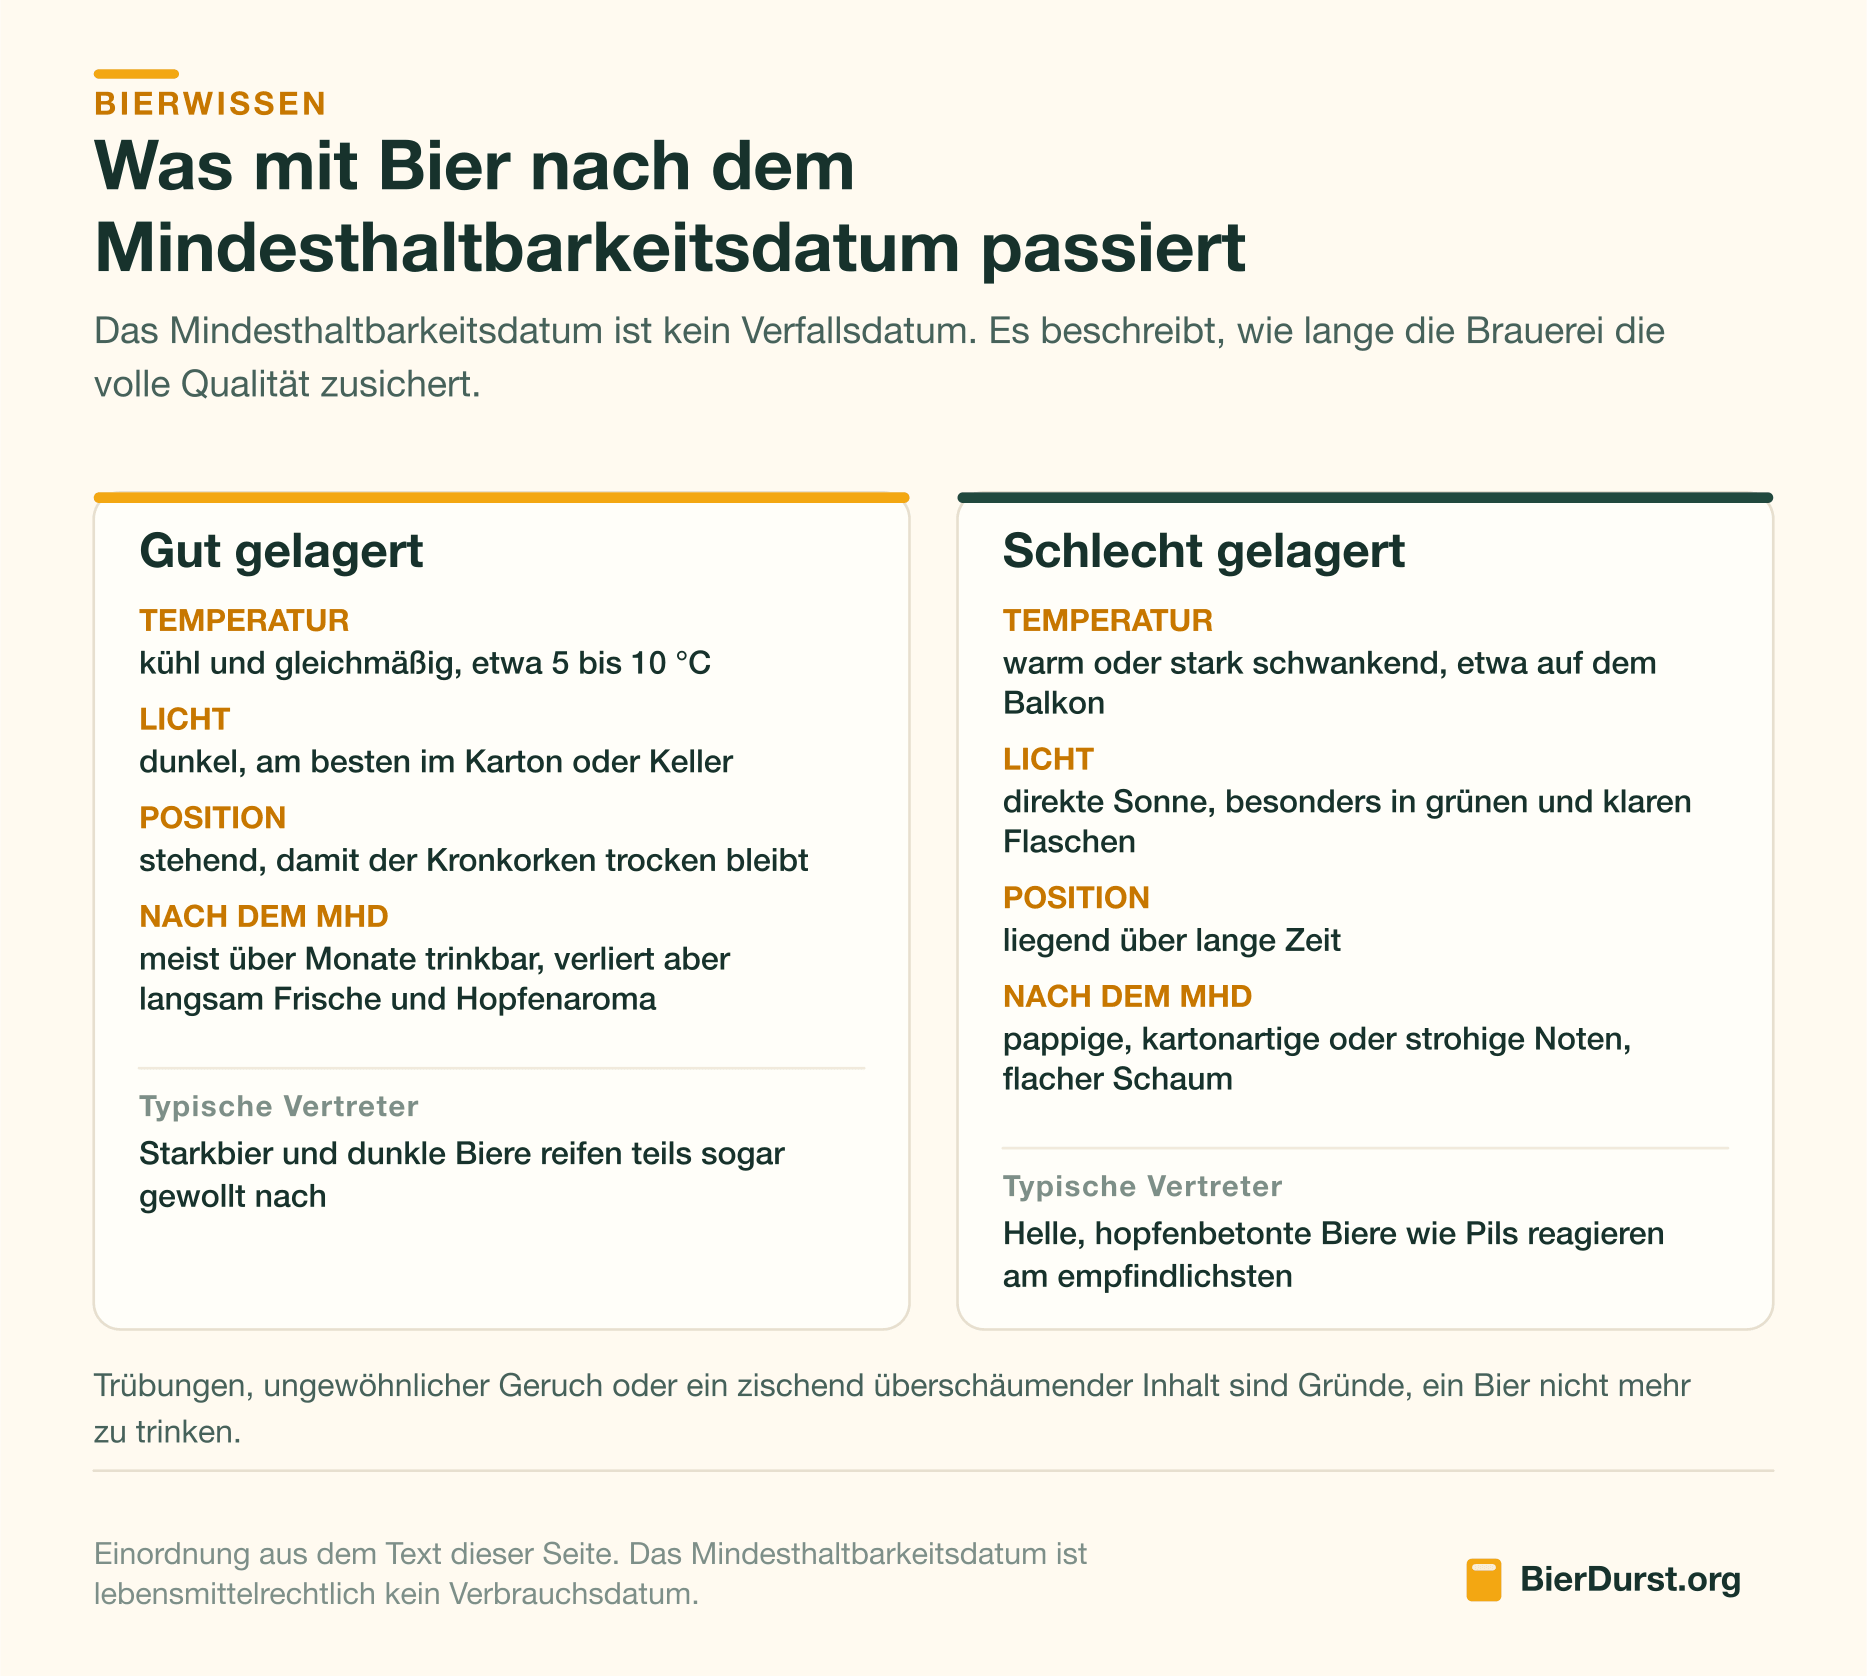 BIERWISSEN
Was mit Bier nach dem
Mindesthaltbarkeitsdatum passiert
Das Mindesthaltbarkeitsdatum ist kein Verfallsdatum. Es beschreibt, wie lange die Brauerei die
volle Qualität zusichert.
Gut gelagert
TEMPERATUR
kühl und gleichmäßig, etwa 5 bis 10 °C
LICHT
dunkel, am besten im Karton oder Keller
POSITION
stehend, damit der Kronkorken trocken bleibt
NACH DEM MHD
meist über Monate trinkbar, verliert aber
langsam Frische und Hopfenaroma
Typische Vertreter
Starkbier und dunkle Biere reifen teils sogar
gewollt nach
Schlecht gelagert
TEMPERATUR
warm oder stark schwankend, etwa auf dem
Balkon
LICHT
direkte Sonne, besonders in grünen und klaren
Flaschen
POSITION
liegend über lange Zeit
NACH DEM MHD
pappige, kartonartige oder strohige Noten,
flacher Schaum
Typische Vertreter
Helle, hopfenbetonte Biere wie Pils reagieren
am empfindlichsten
Trübungen, ungewöhnlicher Geruch oder ein zischend überschäumender Inhalt sind Gründe, ein Bier nicht mehr
zu trinken.
Einordnung aus dem Text dieser Seite. Das Mindesthaltbarkeitsdatum ist
lebensmittelrechtlich kein Verbrauchsdatum.
BierDurst.org